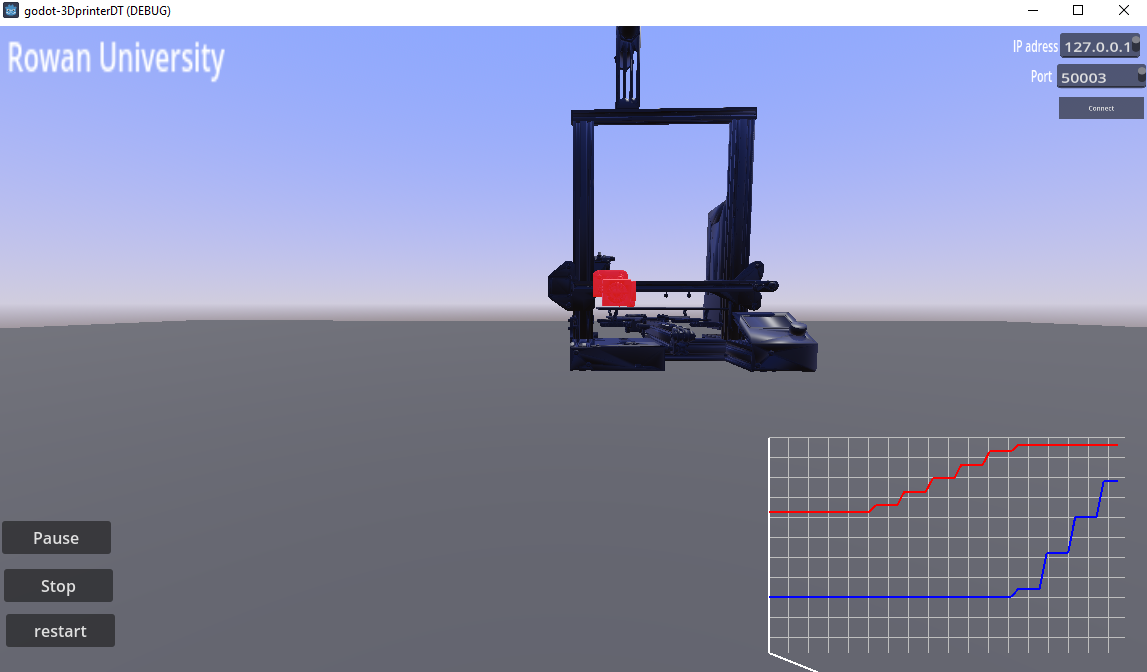 godot-3DprinterDT (DEBUG)
Rowan University
IP adress 127.0.0.1
Port 50003
Connect
Pause
Stop
restart